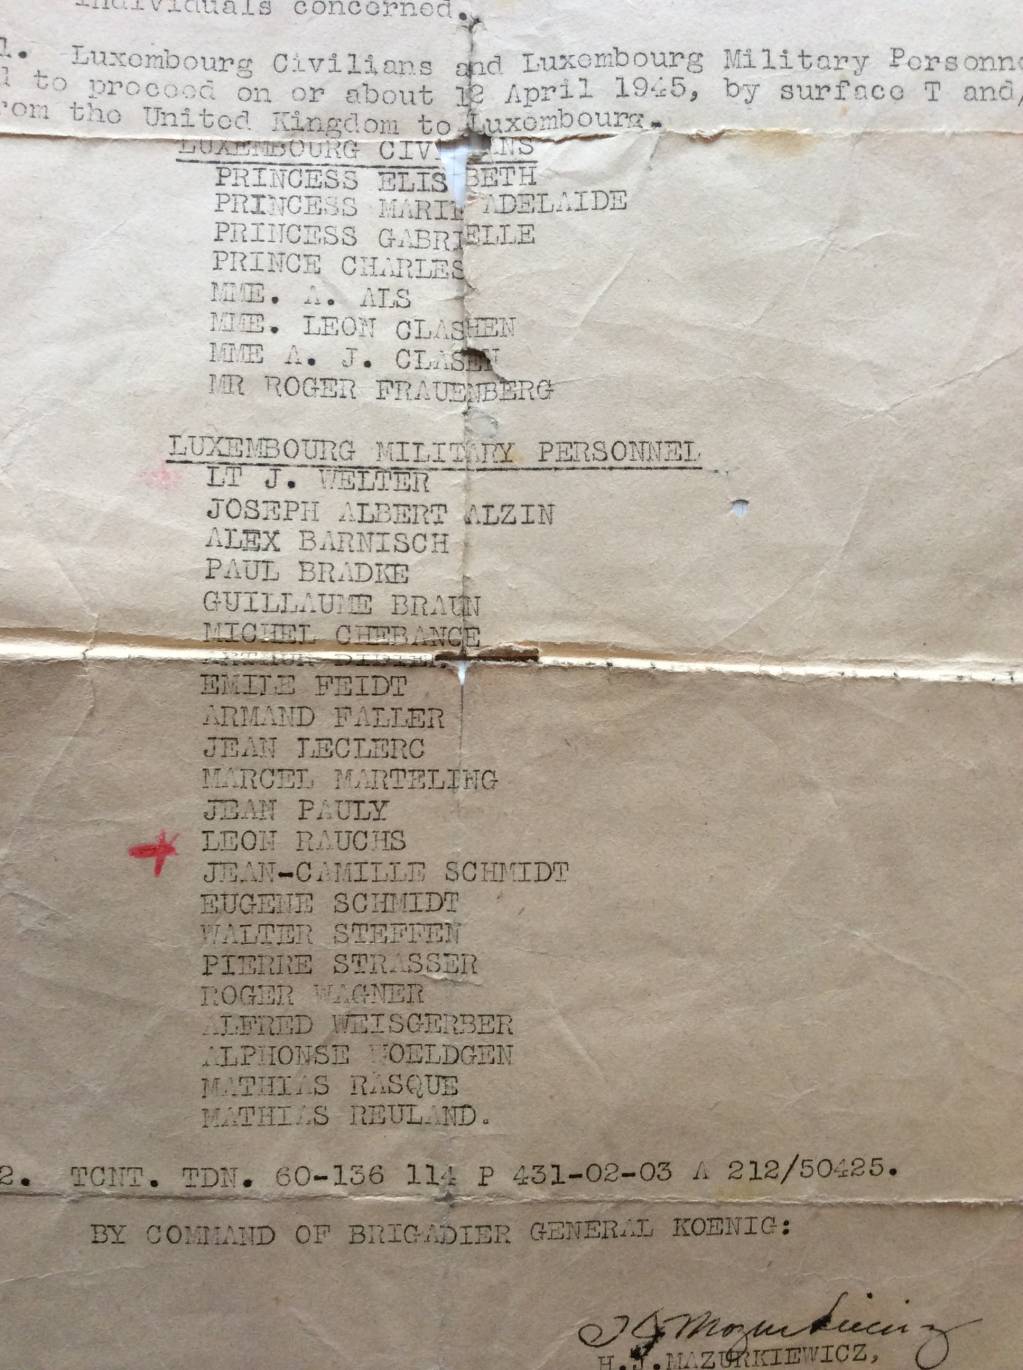 individuals concerned.
1. Luxembourg Civilians and Luxembourg Military
to proceed on or about 12 April 1945, by surface T and/
from the United Kingdom to Luxembourg.
LUXEMBOURG CIVILIANS
PRINCESS ELISABETH
PRINCESS MARIE ADELAIDE
PRINCESS GABRIELLE
PRINCE CHARLES
MME. A. ALS
MME. LEON CLASHEN
MME A. J. CLASEN
MR ROGER FRAUENBERG
LUXEMBOURG MILITARY PERSONNEL
LT J. WELTER
JOSEPH ALBERT ALZIN
ALEX BARNISCH
PAUL BRADKE
GUILLAUME BRAUN
MICHEL CHEBANCE
ARTHUR
EMILE FEIDT
ARMAND FALLER
JEAN LECLERC
MARCEL MARTELING
JEAN PAULY
LEON RAUCHS
JEAN-CAMILLE SCHMIDT
EUGENE SCHMIDT
WALTER STEFFEN
PIERRE STRASSER
ROGER WAGNER
ALFRED WEISGERBER
ALPHONSE WOELDGEN
MATHIAS RASQUE
MATHIAS REULAND.
2. TCNT. TDN. 60-136 114 P 431-02-03 A 212/50425.
BY COMMAND OF BRIGADIER GENERAL KOENIG:
H J Mazurkiewicz
H.J.MAZURKIEWICZ,